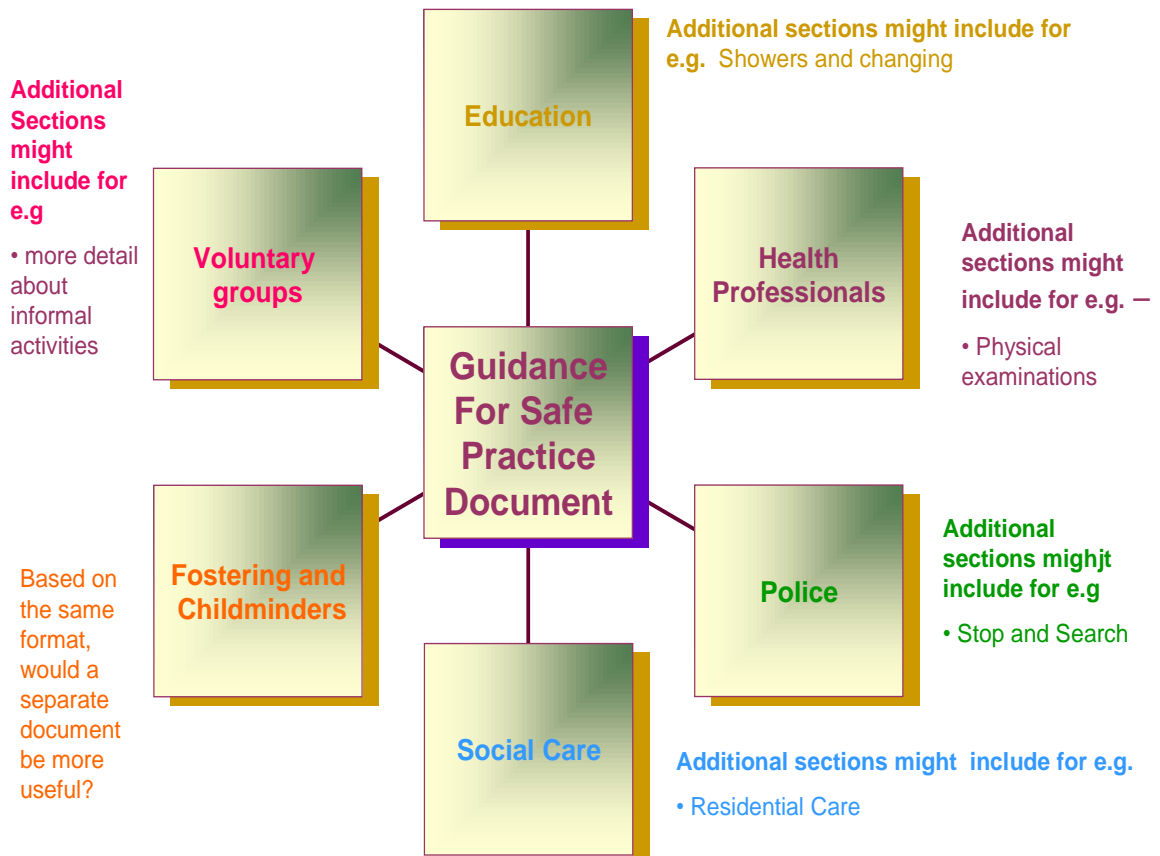 Education
Additional sections might include for
e.g. Showers and changing
Additional
Sections
might
include for
e.g
• more detail
about
informal
activities
Voluntary
groups
Health
Professionals
Additional
sections might
include for e.g. –
• Physical
examinations
Guidance
For Safe
Practice
Document
Based on
the same
format,
would a
separate
document
be more
useful?
Fostering and
Childminders
Police
Additional
sections mighjt
include for e.g
• Stop and Search
Social Care
Additional sections might include for e.g.
• Residential Care